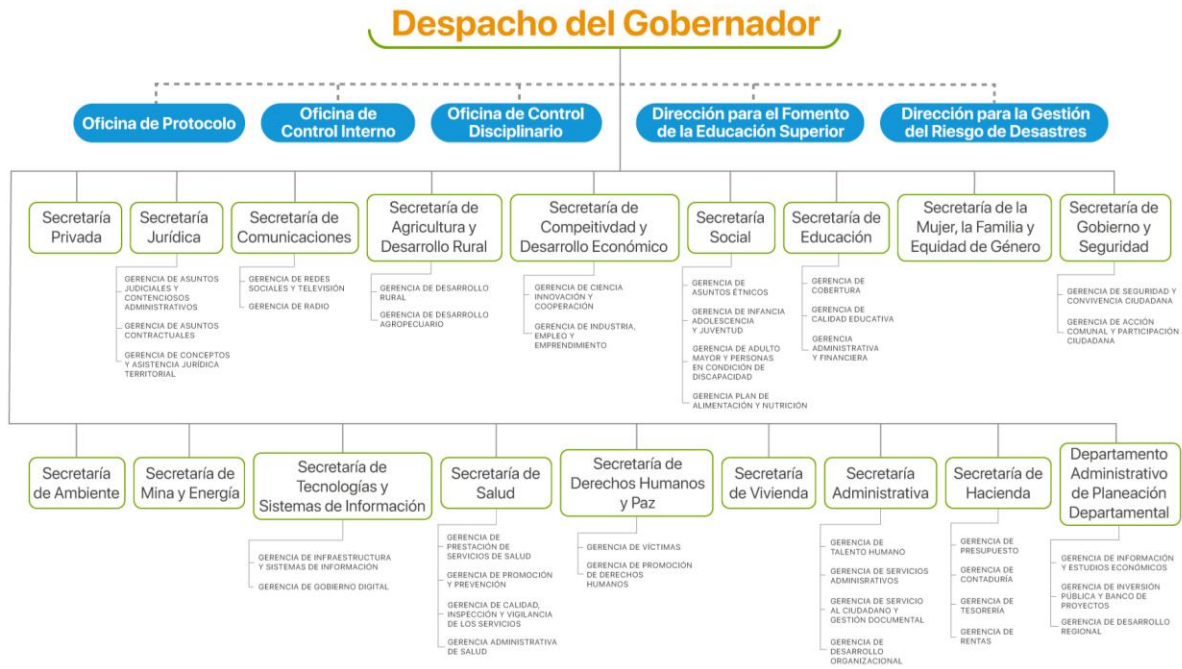 Despacho del Gobernador
Oficina de Protocolo
Oficina de
Control Interno
Oficina de Control
Disciplinario
Dirección para el Fomento
de la Educación Superior
Dirección para la Gestión
del Riesgo de Desastres
Secretaría
Privada
Secretaría
Jurídica
GERENCIA DE ASUNTOS
JUDICIALES Y
CONTENCIOSOS
ADMINISTRATIVOS
GERENCIA DE ASUNTOS
CONTRACTUALES
GERENCIA DE CONCEPTOS
Y ASISTENCIA JURÍDICA
TERRITORIAL
Secretaría de
Comunicaciones
GERENCIA DE REDES
SOCIALES Y TELEVISIÓN
GERENCIA DE RADIO
Secretaría de
Agricultura y
Desarrollo Rural
GERENCIA DE DESARROLLO
RURAL
GERENCIA DE DESARROLLO
AGROPECUARIO
Secretaría de
Compeitivdad y
Desarrollo Económico
GERENCIA DE CIENCIA
INNOVACIÓN Y
COOPERACIÓN
GERENCIA DE INDUSTRIA,
EMPLEO Y
EMPRENDIMIENTO
Secretaría
Social
GERENCIA DE
ASUNTOS ÉTNICOS
GERENCIA DE INFANCIA
ADOLESCENCIA
Y JUVENTUD
GERENCIA DE ADULTO
MAYOR Y PERSONAS
EN CONDICIÓN DE
DISCAPACIDAD
GERENCIA PLAN DE
ALIMENTACIÓN Y NUTRICIÓN
Secretaría de
Educación
GERENCIA DE
COBERTURA
GERENCIA DE
CALIDAD EDUCATIVA
GERENCIA
ADMINISTRATIVA
Y FINANCIERA
Secretaría de la
Mujer, la Familia y
Equidad de Género
Secretaría de
Gobierno y
Seguridad
GERENCIA DE SEGURIDAD Y
CONVIVENCIA CIUDADANA
GERENCIA DE ACCIÓN
COMUNAL Y PARTICIPACIÓN
CIUDADANA
Secretaría
de Ambiente
Secretaría de
Mina y Energía
Secretaría de
Tecnologías y
Sistemas de Información
GERENCIA DE INFRAESTRUCTURA
Y SISTEMAS DE INFORMACIÓN
GERENCIA DE GOBIERNO DIGITAL
Secretaría de
Salud
GERENCIA DE
PRESTACIÓN DE
SERVICIOS DE SALUD
GERENCIA DE PROMOCIÓN
Y PREVENCIÓN
GERENCIA DE CALIDAD,
INSPECCIÓN Y VIGILANCIA
DE LOS SERVICIOS
GERENCIA ADMINISTRATIVA
DE SALUD
Secretaría de
Derechos Humanos
y Paz
GERENCIA DE VÍCTIMAS
GERENCIA DE PROMOCIÓN
DE DERECHOS
HUMANOS
Secretaría
de Vivienda
Secretaría
Administrativa
GERENCIA DE
TALENTO HUMANO
GERENCIA DE SERVICIOS
ADMINISRATIVOS
GERENCIA DE SERVICIO
AL CIUDADANO Y
GESTIÓN DOCUMENTAL
GERENCIA DE
DESARROLLO
ORGANIZACIONAL
Secretaría de
Hacienda
GERENCIA DE
PRESUPUESTO
GERENCIA DE
CONTADURÍA
GERENCIA DE
TESORERÍA
GERENCIA DE
RENTAS
Departamento
Administrativo
de Planeación
Departamental
GERENCIA DE INFORMACIÓN
Y ESTUDIOS ECONÓMICOS
GERENCIA DE INVERSIÓN
PÚBLICA Y BANCO DE
PROYECTOS
GERENCIA DE DESARROLLO
REGIONAL